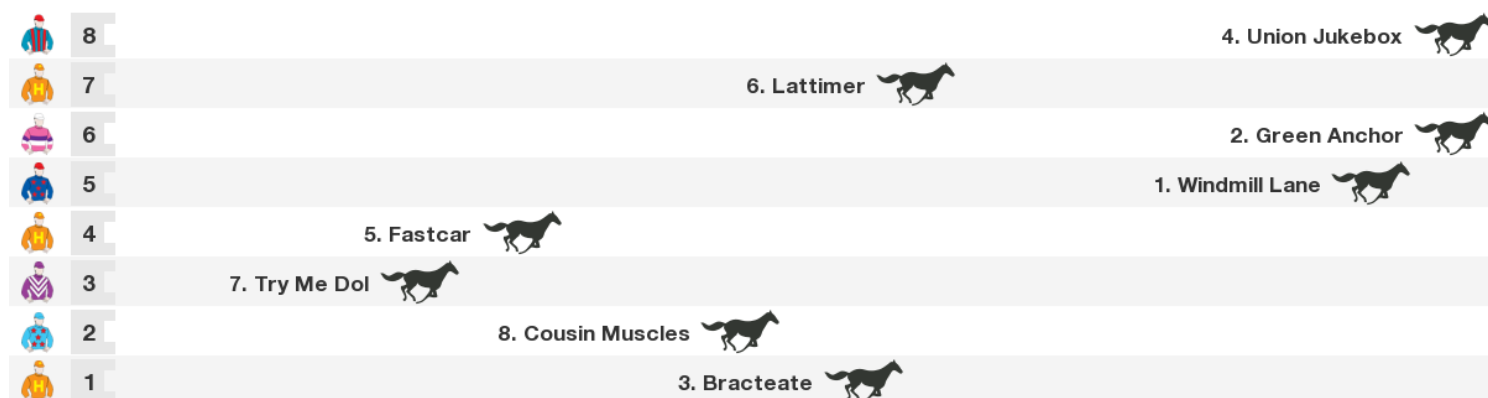 8 4. Union Jukebox
H 7 6. Lattimer
6 2. Green Anchor
5 1. Windmill Lane
H 4 5. Fastcar
3 7. Try Me Dol
2 8. Cousin Muscles
H 1 3. Bracteate